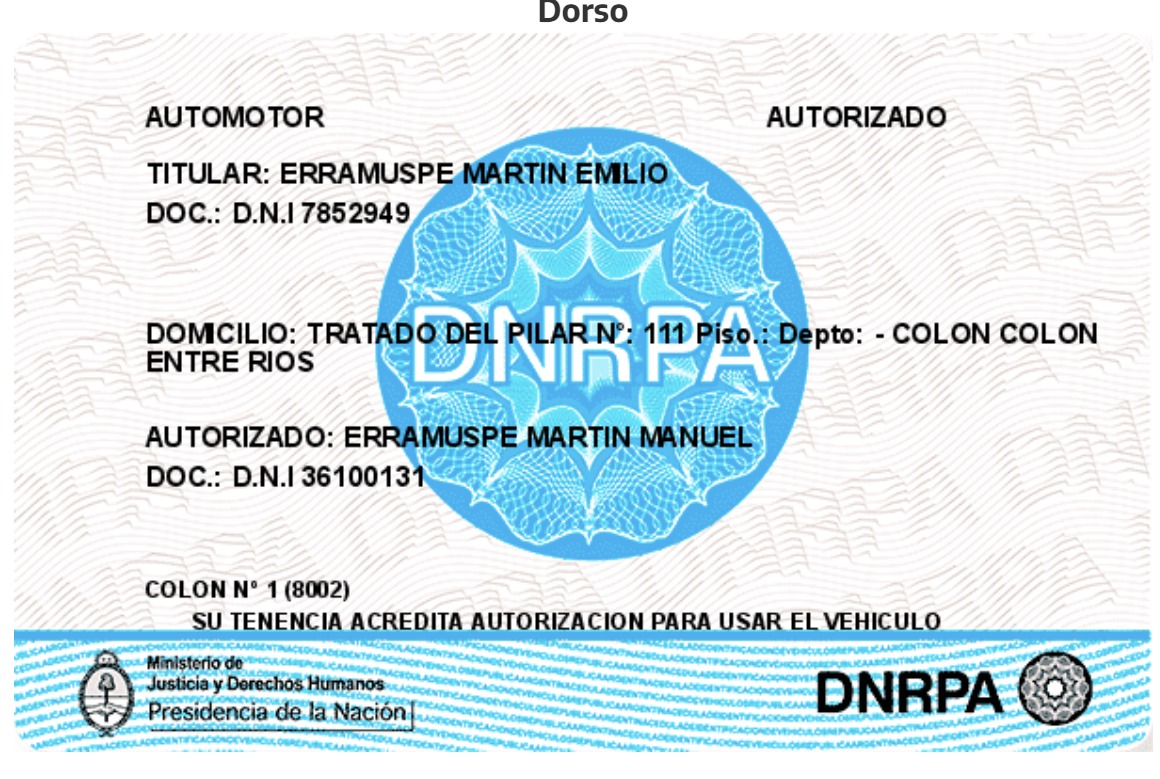 Dorso
AUTOMOTOR AUTORIZADO
TITULAR: ERRAMUSPE MARTIN EMILIO
DOC.: D.N.I 7852949
DOMICILIO: TRATADO DEL PILAR N°: 111 Piso.: Depto: - COLON COLON
ENTRE RIOS
AUTORIZADO: ERRAMUSPE MARTIN MANUEL
DOC.: D.N.I 36100131
DNRPA
COLON N° 1 (8002)
SU TENENCIA ACREDITA AUTORIZACION PARA USAR EL VEHICULO
Ministerio de
Justicia y Derechos Humanos
Presidencia de la Nación
DNRPA